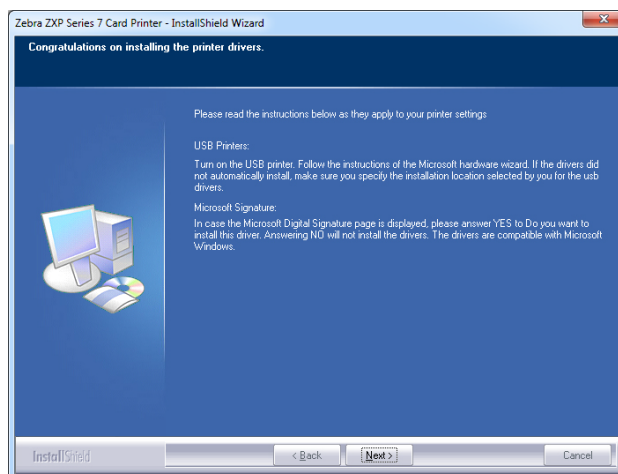 Zebra ZXP Series 7 Card Printer - InstallShield Wizard
Congratulations on installing the printer drivers.
Please read the instructions below as they apply to your printer settings
USB Printers:
Turn on the USB printer. Follow the instructions of the Microsoft hardware wizard. If the drivers did
not automatically install, make sure you specify the installation location selected by you for the usb
drivers.
Microsoft Signature:
In case the Microsoft Digital Signature page is displayed, please answer YES to Do you want to
install this driver. Answering NO will not install the drivers. The drivers are compatible with Microsoft
Windows.
InstallShield
< Back
Next >
Cancel